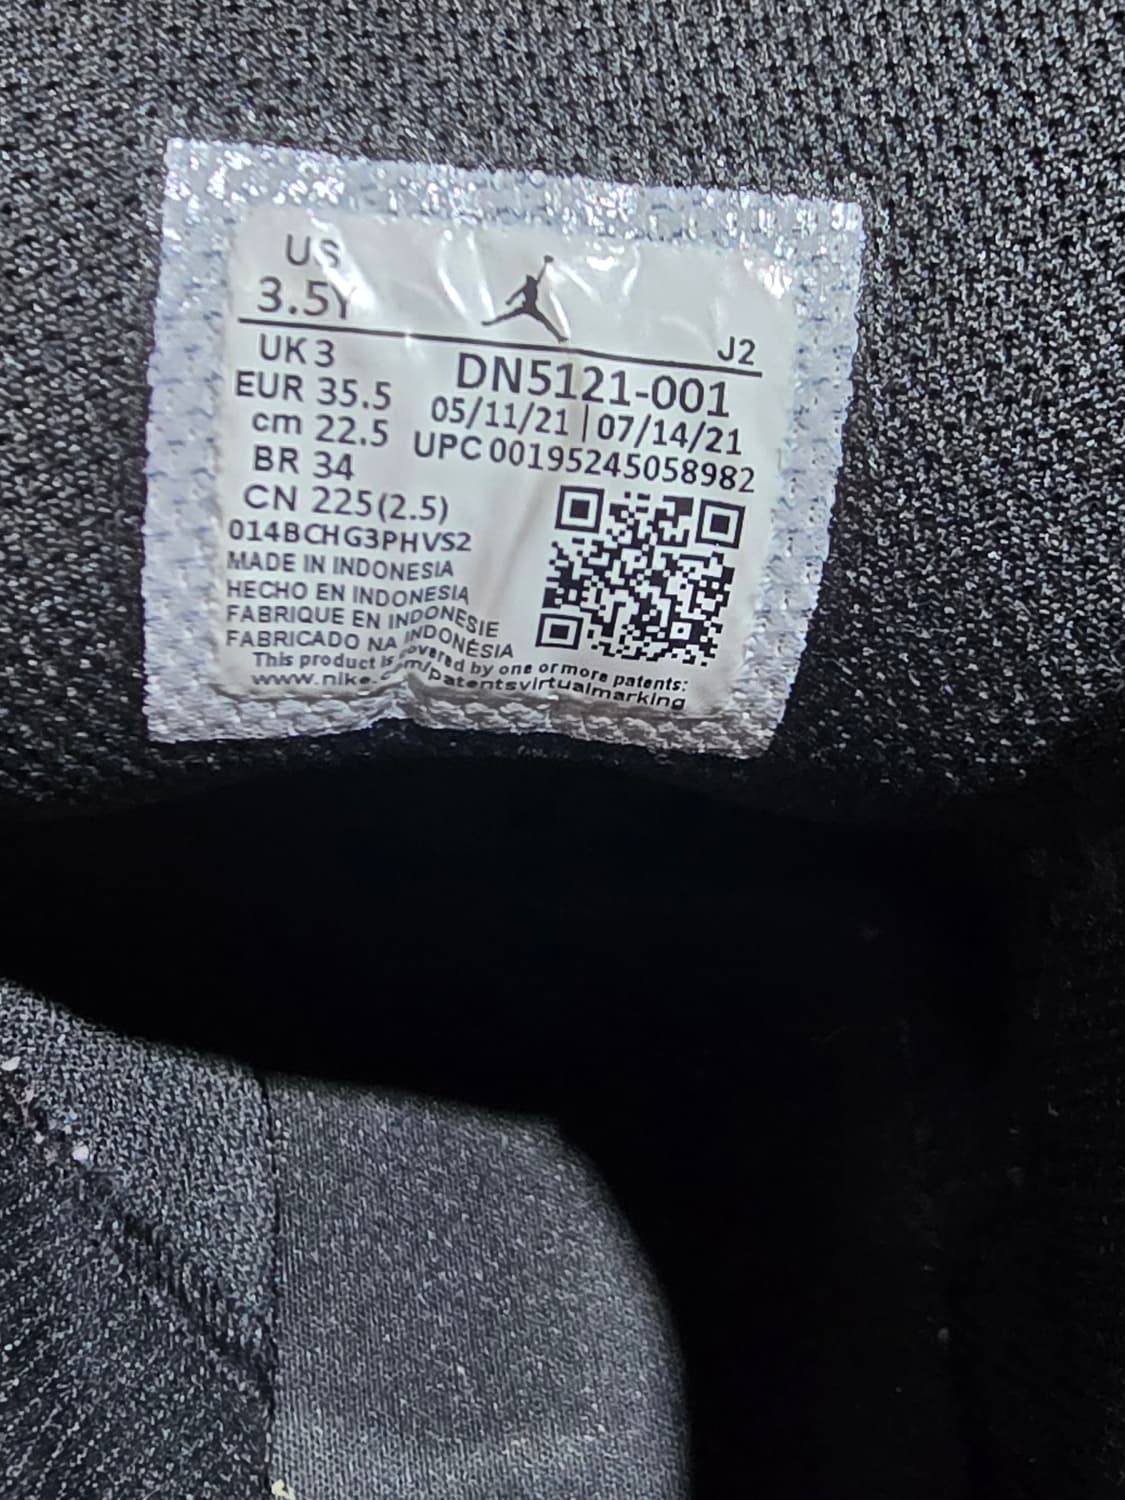 US
3.5Y
J2
UK 3
EUR 35.5
cm 22.5
BR 34
CN 225(2.5)
DN5121-001
05/11/21 | 07/14/21
UPC 00195245058982
014BCHG3PHVS2
MADE IN INDONESIA
HECHO EN INDONESIA
FABRIQUE EN INDONESIE
FABRICADO NA INDONÉSIA
This product is covered by one or more patents:
www.nike.com/patentsvirtualmarking